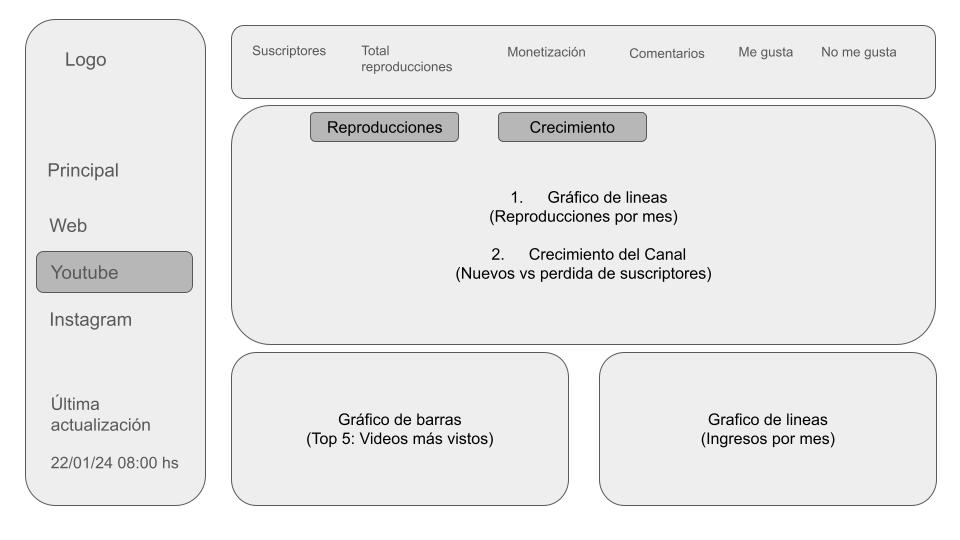 Logo
Principal
Web
Youtube
Instagram
Última
actualización
22/01/24 08:00 hs
Suscriptores
Total
reproducciones
Monetización
Comentarios
Me gusta
No me gusta
Reproducciones
Crecimiento
1. Gráfico de lineas
(Reproducciones por mes)
2. Crecimiento del Canal
(Nuevos vs perdida de suscriptores)
Gráfico de barras
(Top 5: Videos más vistos)
Grafico de lineas
(Ingresos por mes)